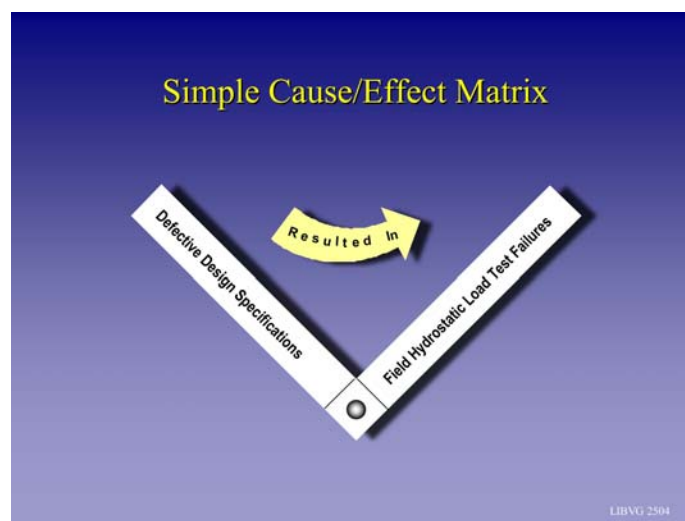 Simple Cause/Effect Matrix
Defective Design Specifications
Resulted In
Field Hydrostatic Load Test Failures
LIBVG 2504